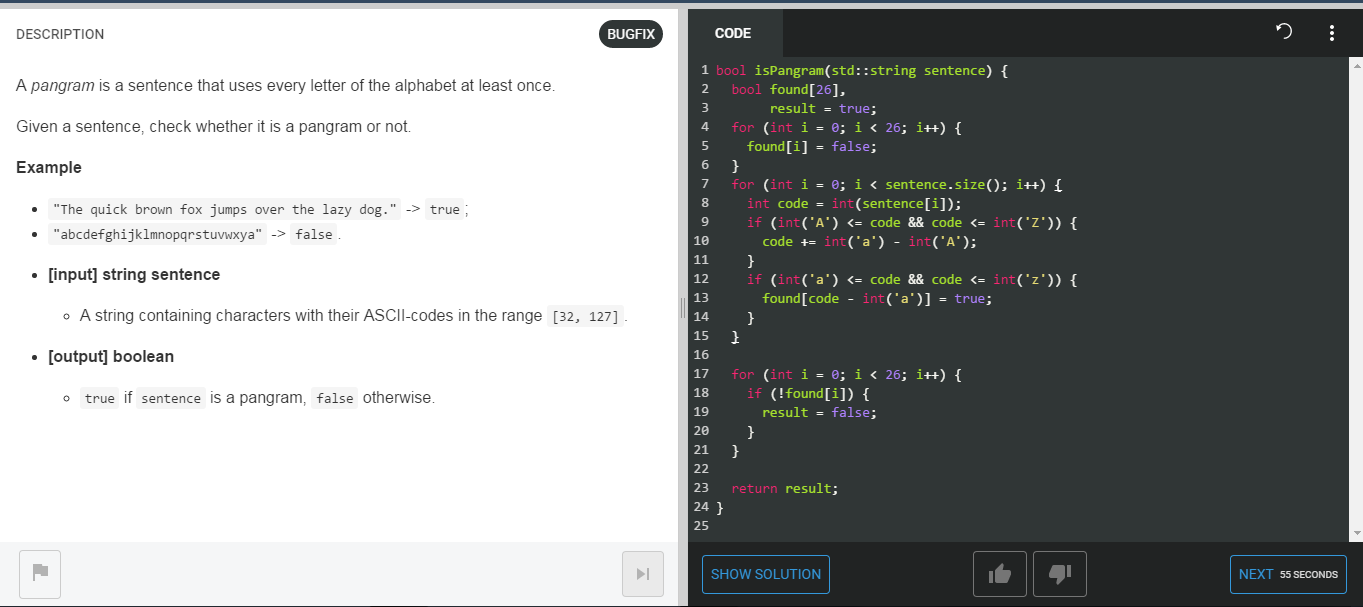 DESCRIPTION
BUGFIX
A pangram is a sentence that uses every letter of the alphabet at least once.
Given a sentence, check whether it is a pangram or not.
Example
• "The quick brown fox jumps over the lazy dog." -> true;
• "abcdefghijklmnopqrstuvwxya" -> false.
• [input] string sentence
○ A string containing characters with their ASCII-codes in the range [32, 127].
• [output] boolean
○ true if sentence is a pangram, false otherwise.
CODE
1 bool isPangram(std::string sentence) {
2   bool found[26],
3        result = true;
4   for (int i = 0; i < 26; i++) {
5     found[i] = false;
6   }
7   for (int i = 0; i < sentence.size(); i++) {
8     int code = int(sentence[i]);
9     if (int('A') <= code && code <= int('Z')) {
10       code += int('a') - int('A');
11     }
12     if (int('a') <= code && code <= int('z')) {
13       found[code - int('a')] = true;
14     }
15   }
16
17   for (int i = 0; i < 26; i++) {
18     if (!found[i]) {
19       result = false;
20     }
21   }
22
23   return result;
24 }
25
SHOW SOLUTION
NEXT 55 SECONDS